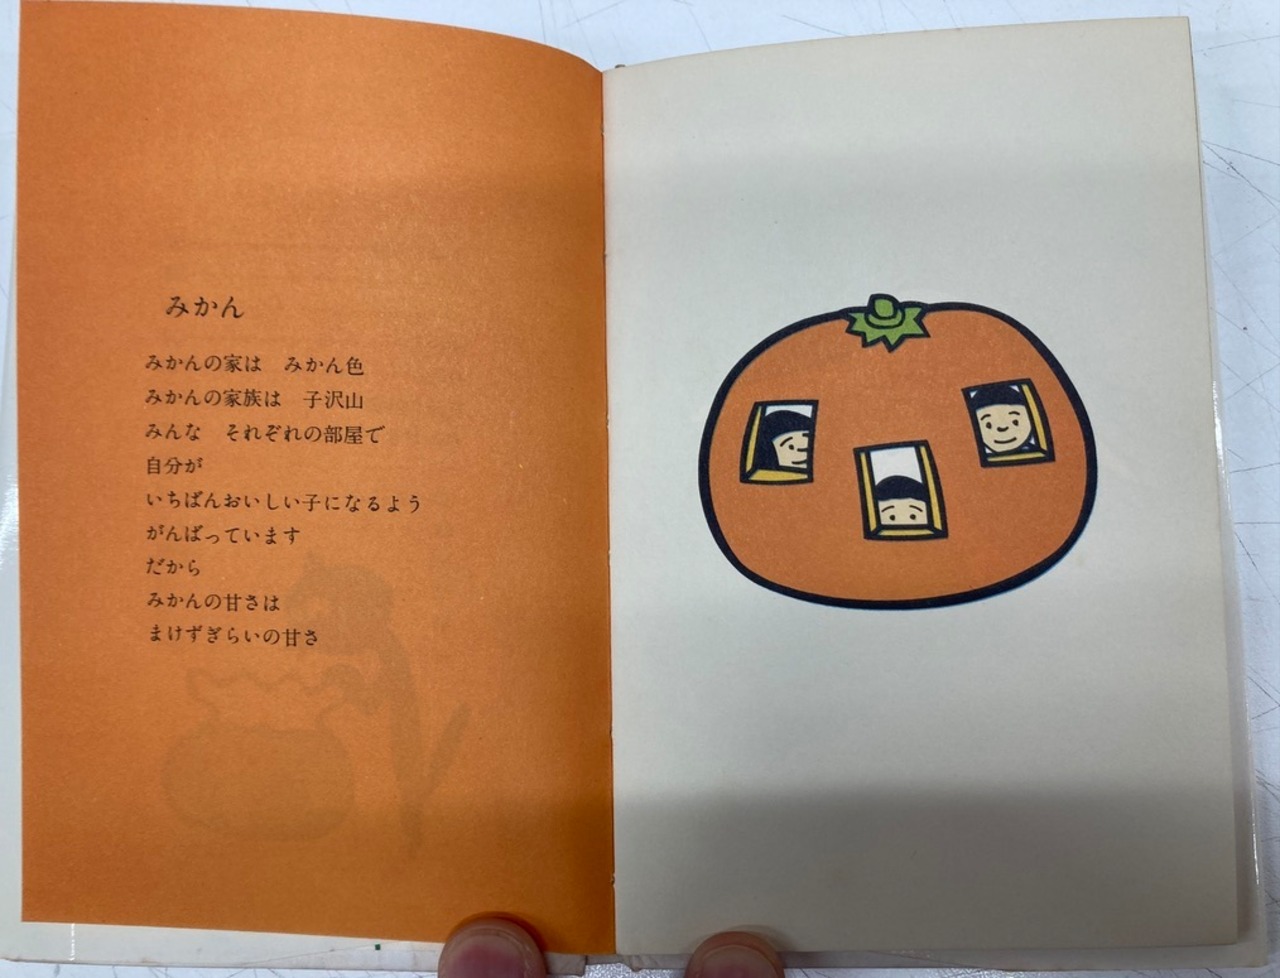 みかん
みかんの家は　みかん色
みかんの家族は　子沢山
みんな　それぞれの部屋で
自分が
いちばんおいしい子になるよう
がんばっています
だから
みかんの甘さは
まけずぎらいの甘さ